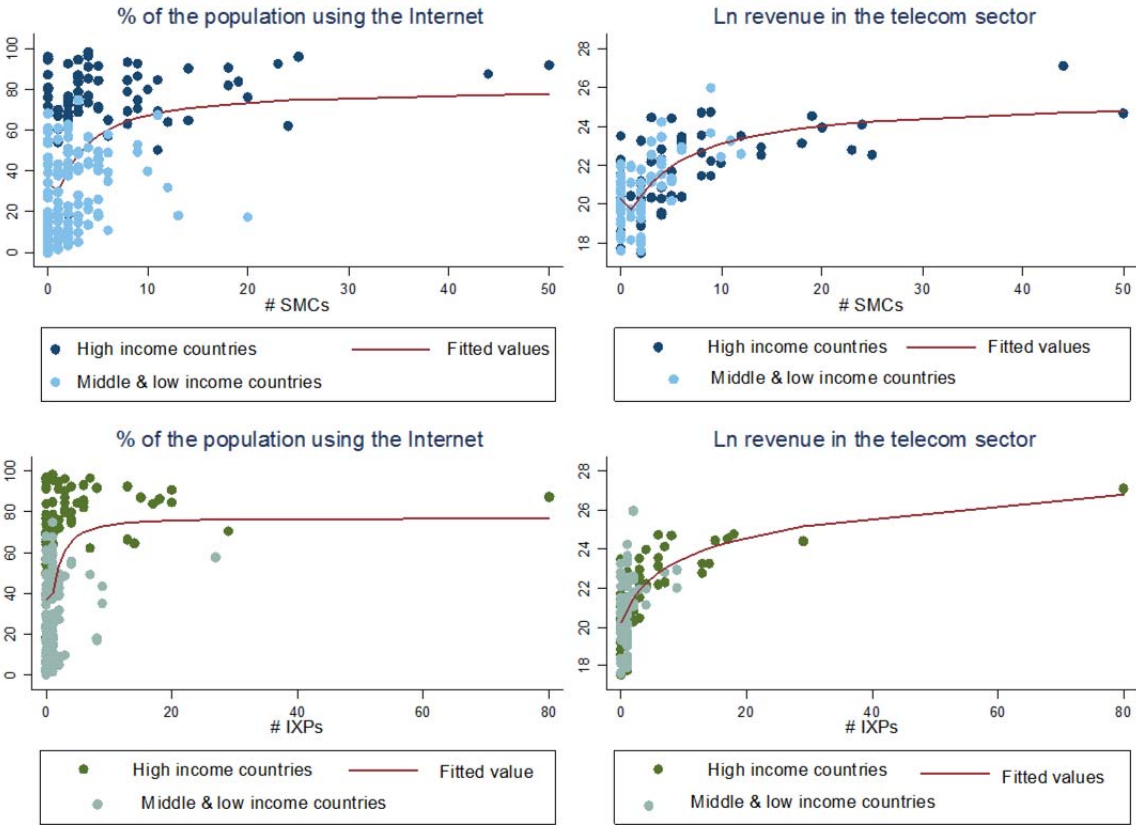 % of the population using the Internet
100
80
60
40
20
0
0 10 20 30 40 50
# SMCs
High income countries Fitted values
Middle & low income countries
Ln revenue in the telecom sector
28
26
24
22
20
18
0 10 20 30 40 50
# SMCs
High income countries Fitted values
Middle & low income countries
% of the population using the Internet
100
80
60
40
20
0
0 20 40 60 80
# IXPs
High income countries Fitted value
Middle & low income countries
Ln revenue in the telecom sector
28
26
24
22
20
18
0 20 40 60 80
# IXPs
High income countries Fitted values
Middle & low income countries